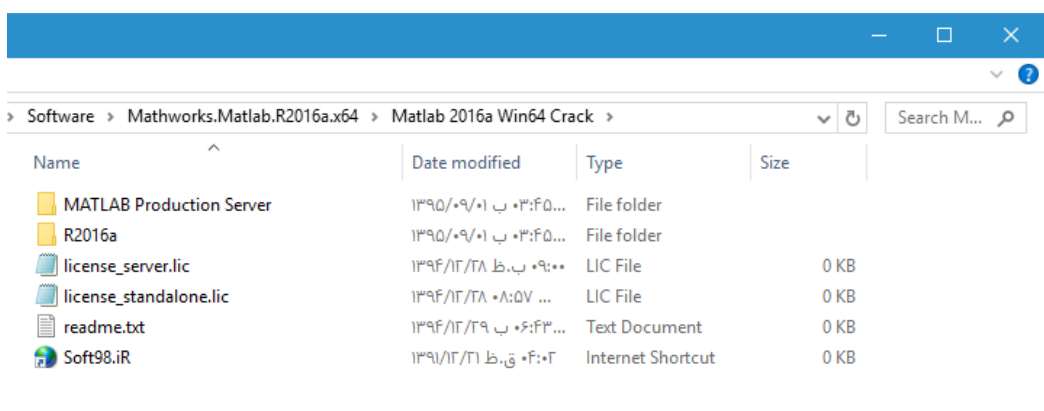 Software › Mathworks.Matlab.R2016a.x64 › Matlab 2016a Win64 Crack › Search M...
Name Date modified Type Size
MATLAB Production Server ۱۳۹۵/۰۹/۰۱ ب ۰۳:۴۵... File folder
R2016a ۱۳۹۵/۰۹/۰۱ ب ۰۳:۴۵... File folder
license_server.lic ۱۳۹۴/۱۲/۲۸ ب.ظ ۰۹:۰۰ LIC File 0 KB
license_standalone.lic ۱۳۹۴/۱۲/۲۸ ۰۸:۵۷ ... LIC File 0 KB
readme.txt ۱۳۹۴/۱۲/۲۹ ب ۰۶:۴۳... Text Document 0 KB
Soft98.iR ۱۳۹۱/۱۲/۲۱ ق.ظ ۰۴:۰۲ Internet Shortcut 0 KB